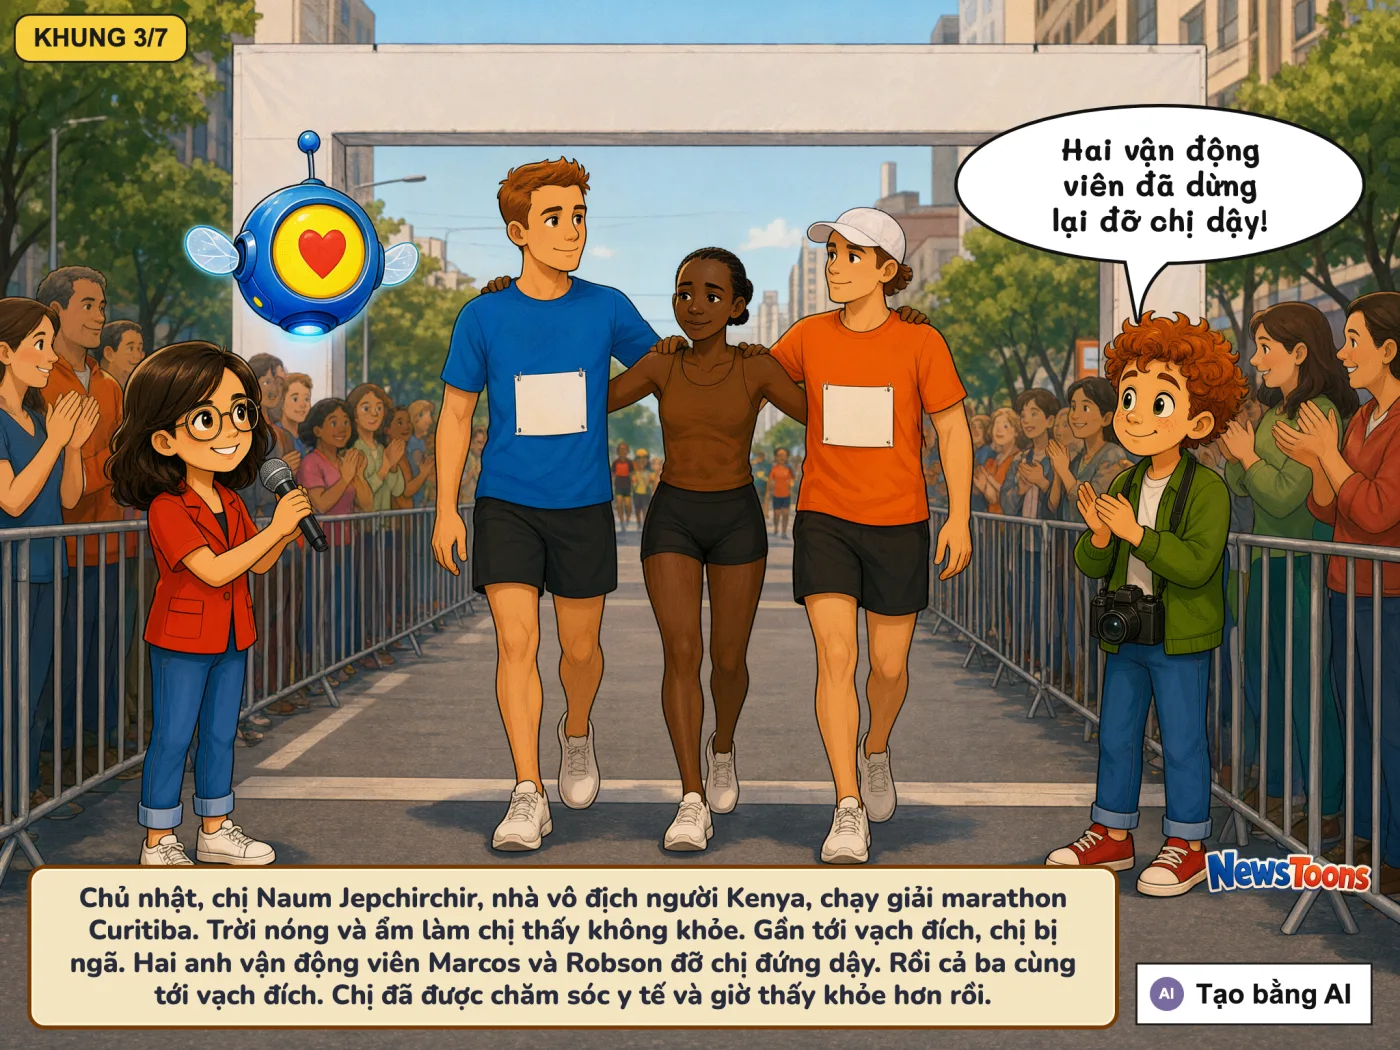 KHUNG 3/7
Hai vận động
viên đã dừng
lại đỡ chị dậy!
NewsToons
Chủ nhật, chị Naum Jepchirchir, nhà vô địch người Kenya, chạy giải marathon
Curitiba. Trời nóng và ẩm làm chị thấy không khỏe. Gần tới vạch đích, chị bị
ngã. Hai anh vận động viên Marcos và Robson đỡ chị đứng dậy. Rồi cả ba cùng
tới vạch đích. Chị đã được chăm sóc y tế và giờ thấy khỏe hơn rồi.
AI Tạo bằng AI